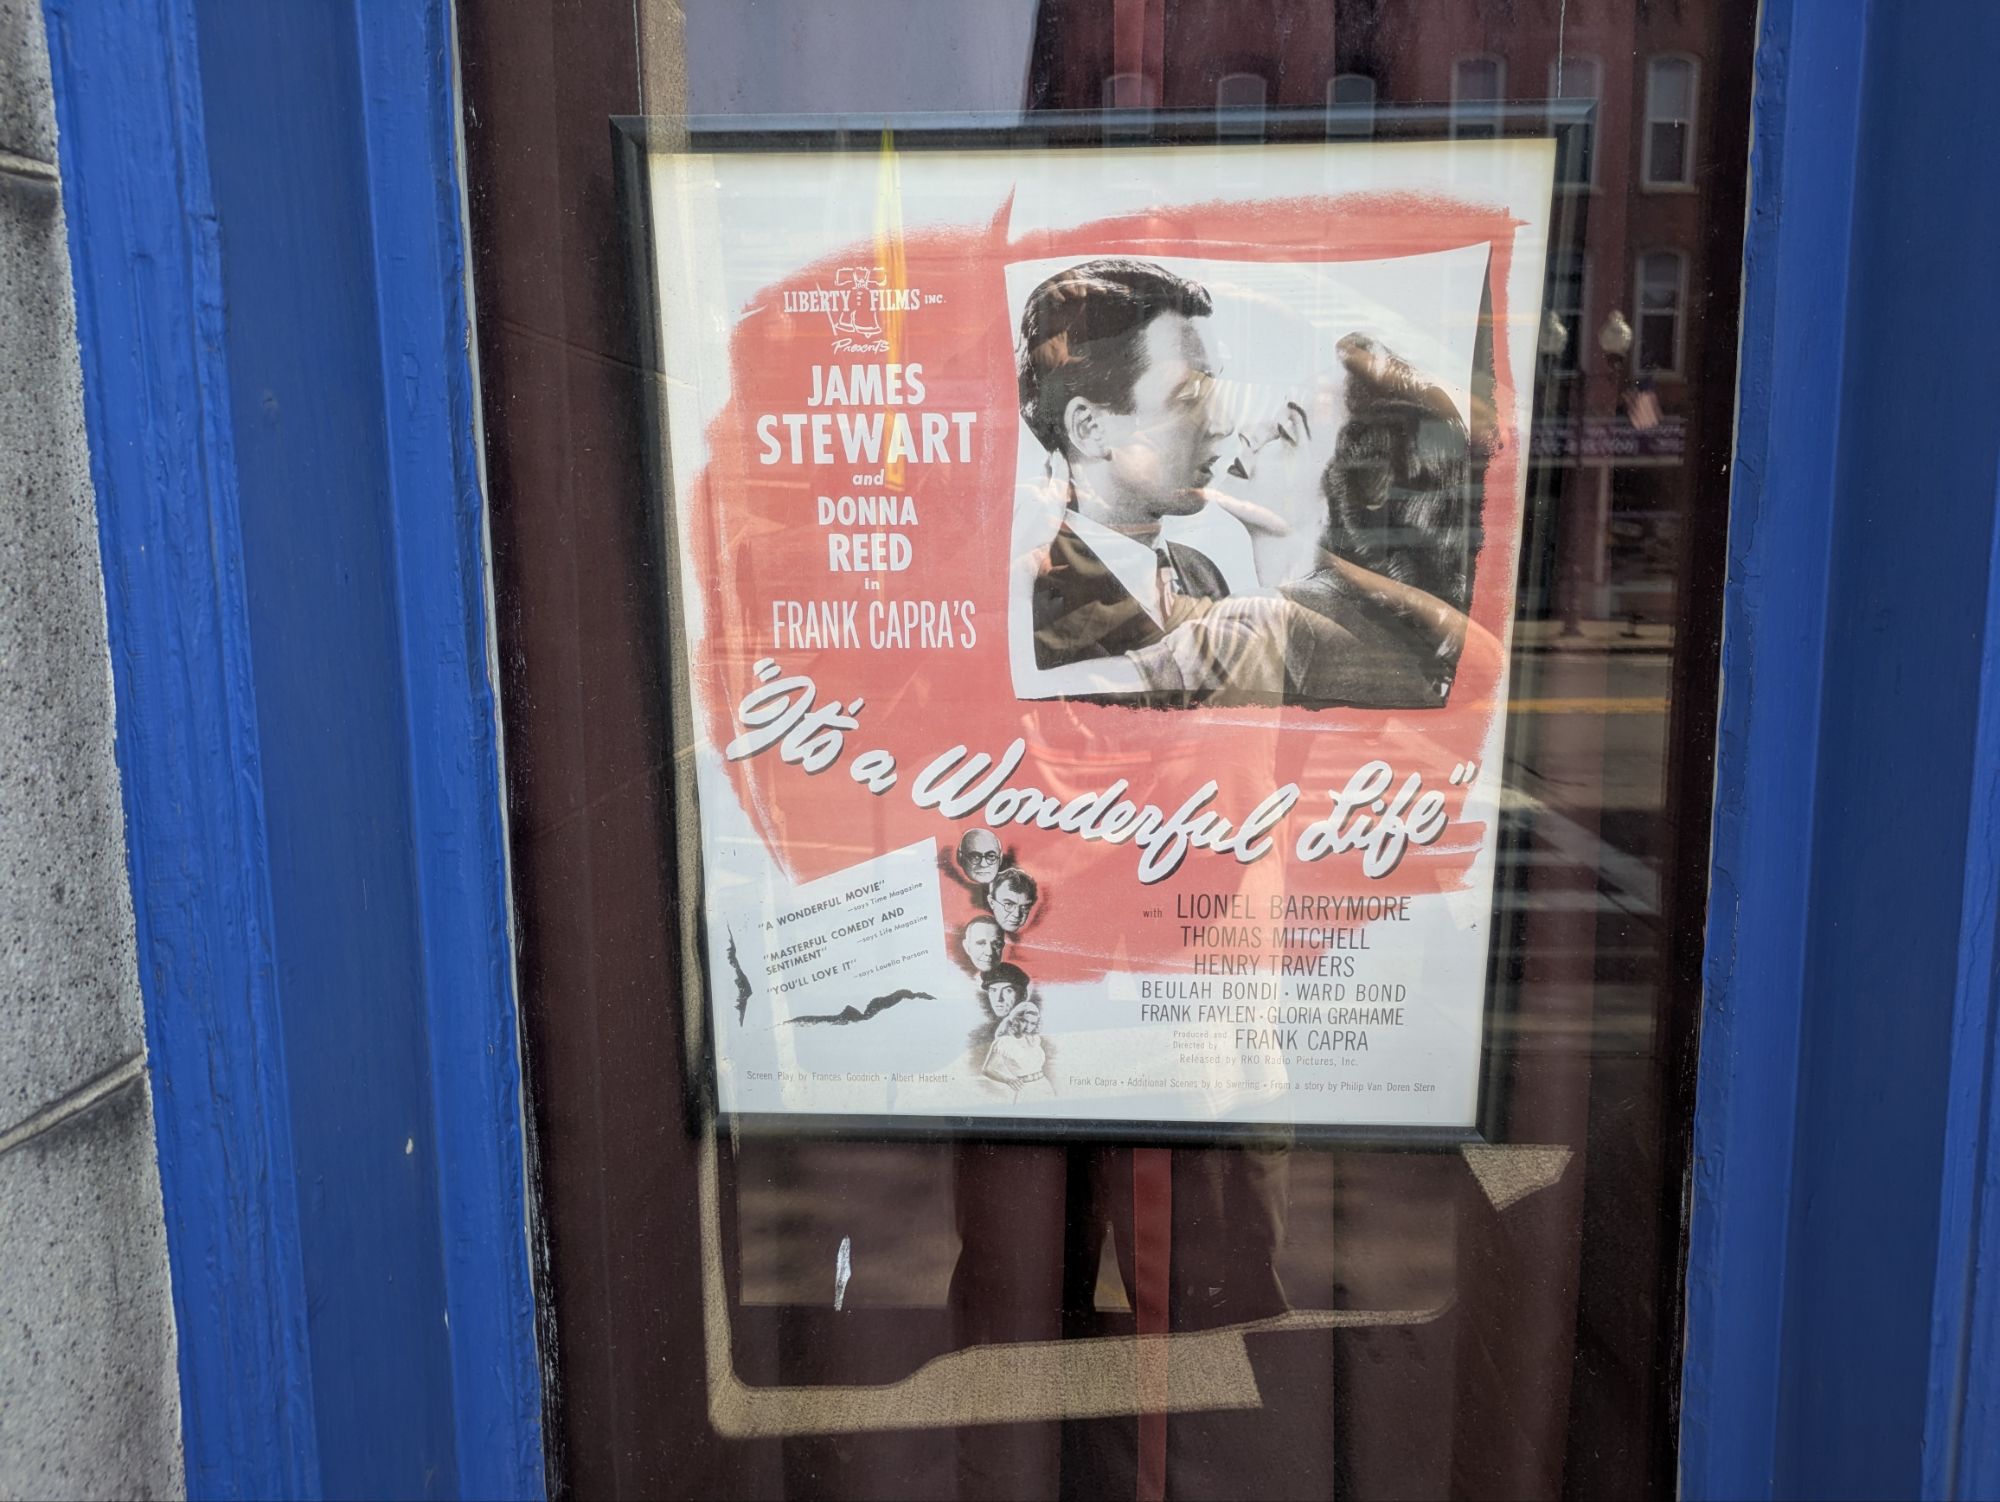 LIBERTY FILMS INC.
Presents
JAMES
STEWART
and
DONNA
REED
in
FRANK CAPRA'S
"It's a Wonderful Life"
"A WONDERFUL MOVIE"
—says Time Magazine
"MASTERFUL COMEDY AND
SENTIMENT"
—says Life Magazine
"YOU'LL LOVE IT"
—says Louella Parsons
with LIONEL BARRYMORE
THOMAS MITCHELL
HENRY TRAVERS
BEULAH BONDI · WARD BOND
FRANK FAYLEN · GLORIA GRAHAME
Produced and
Directed by FRANK CAPRA
Released by RKO Radio Pictures, Inc.
Screen Play by Frances Goodrich · Albert Hackett ·
Frank Capra · Additional Scenes by Jo Swerling · From a story by Philip Van Doren Stern